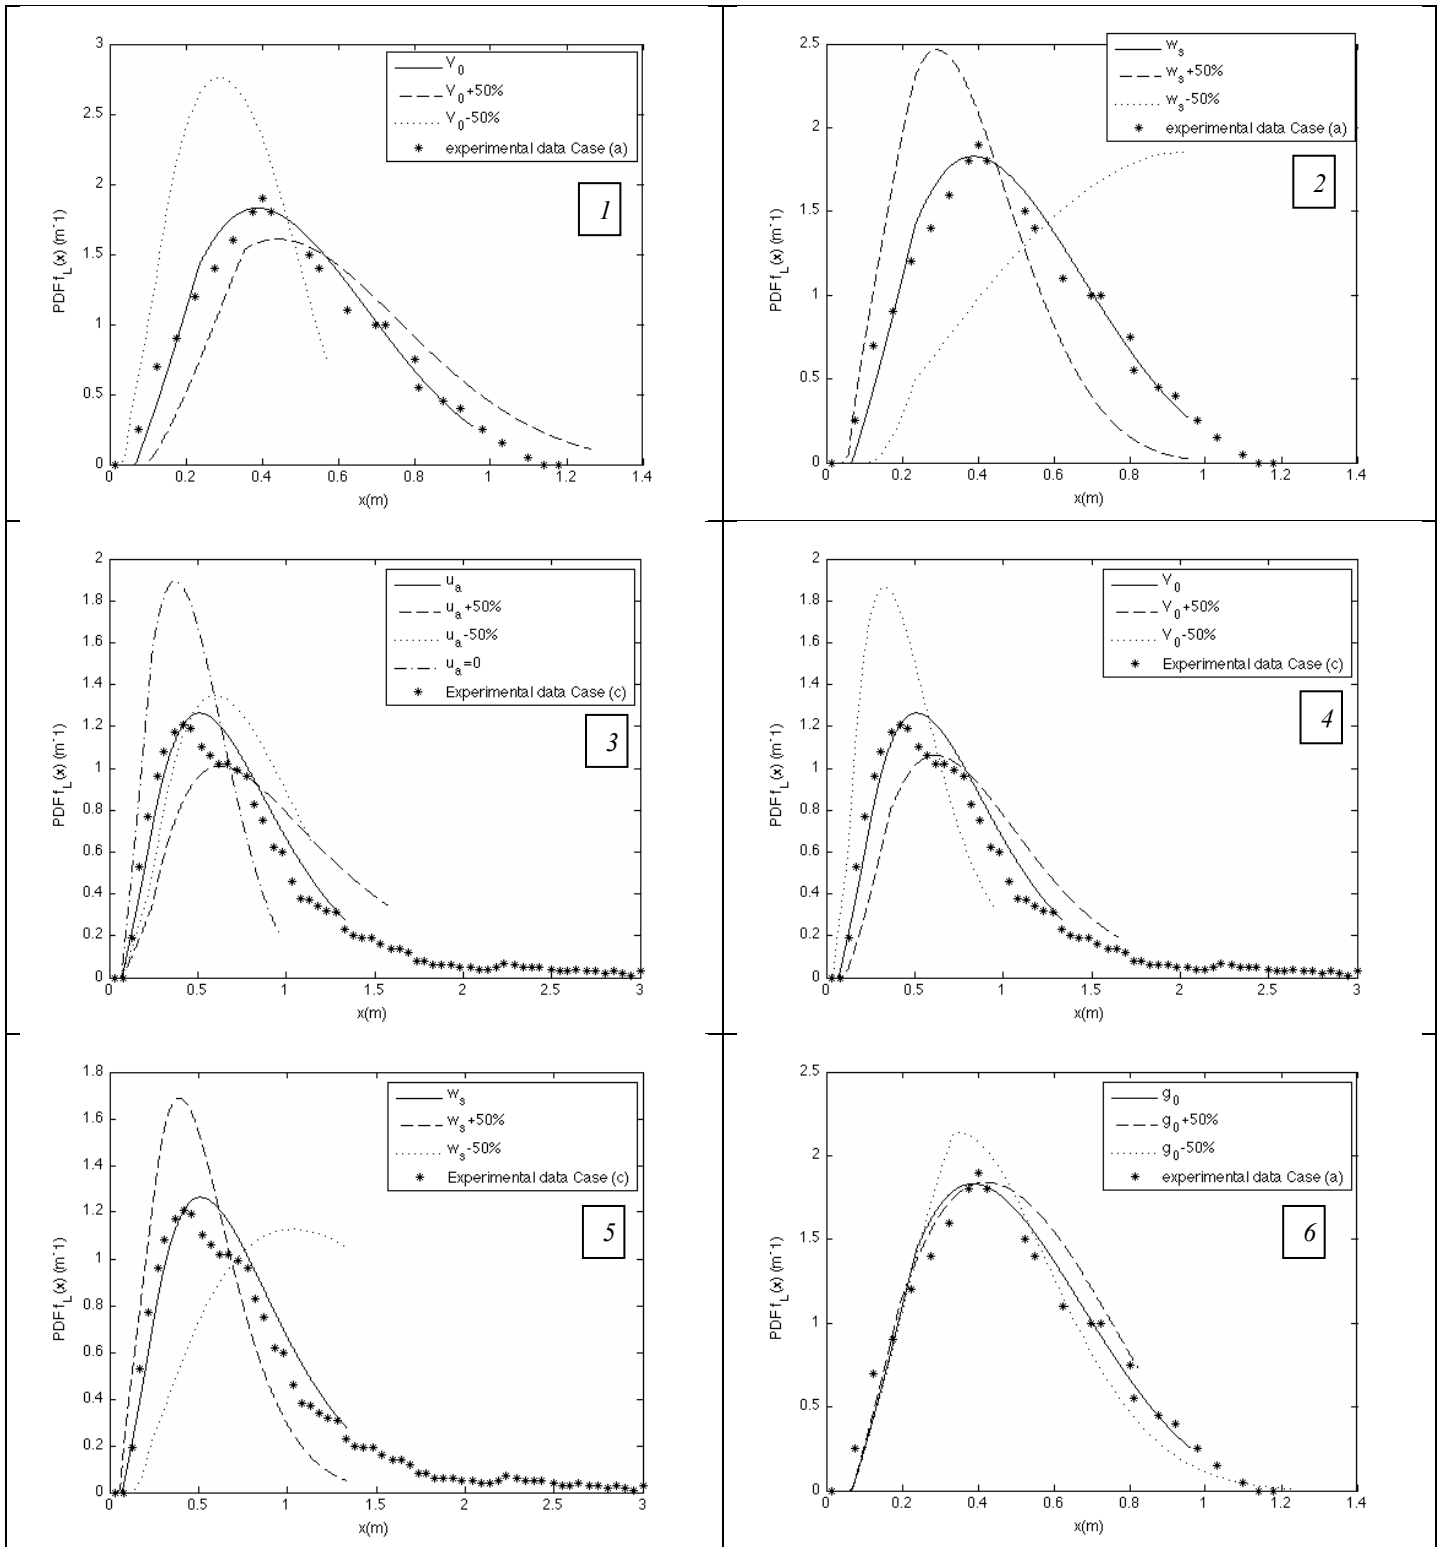 3
2.5
2
1.5
1
0.5
0
0 0.2 0.4 0.6 0.8 1 1.2 1.4
x(m)
PDF f_L(x) (m^-1)
V_0
V_0+50%
V_0-50%
experimental data Case (a)
1
2.5
2
1.5
1
0.5
0
0 0.2 0.4 0.6 0.8 1 1.2 1.4
x(m)
PDF f_L(x) (m^-1)
w_s
w_s+50%
w_s-50%
experimental data Case (a)
2
2
1.8
1.6
1.4
1.2
1
0.8
0.6
0.4
0.2
0
0 0.5 1 1.5 2 2.5 3
x(m)
PDF f_L(x) (m^-1)
u_a
u_a+50%
u_a-50%
u_a=0
Experimental data Case (c)
3
2
1.8
1.6
1.4
1.2
1
0.8
0.6
0.4
0.2
0
0 0.5 1 1.5 2 2.5 3
x(m)
PDF f_L(x) (m^-1)
V_0
V_0+50%
V_0-50%
Experimental data Case (c)
4
1.8
1.6
1.4
1.2
1
0.8
0.6
0.4
0.2
0
0 0.5 1 1.5 2 2.5 3
x(m)
PDF f_L(x) (m^-1)
w_s
w_s+50%
w_s-50%
Experimental data Case (c)
5
2.5
2
1.5
1
0.5
0
0 0.2 0.4 0.6 0.8 1 1.2 1.4
x(m)
PDF f_L(x) (m^-1)
g_0
g_0+50%
g_0-50%
experimental data Case (a)
6